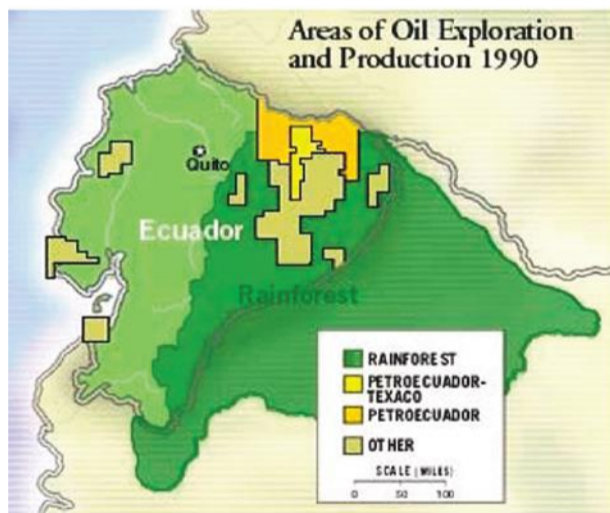 Areas of Oil Exploration
and Production 1990
Quito
Ecuador
Rainforest
RAINFOREST
PETROECUADOR-
TEXACO
PETROECUADOR
OTHER
SCALE (MILES)
0 50 100